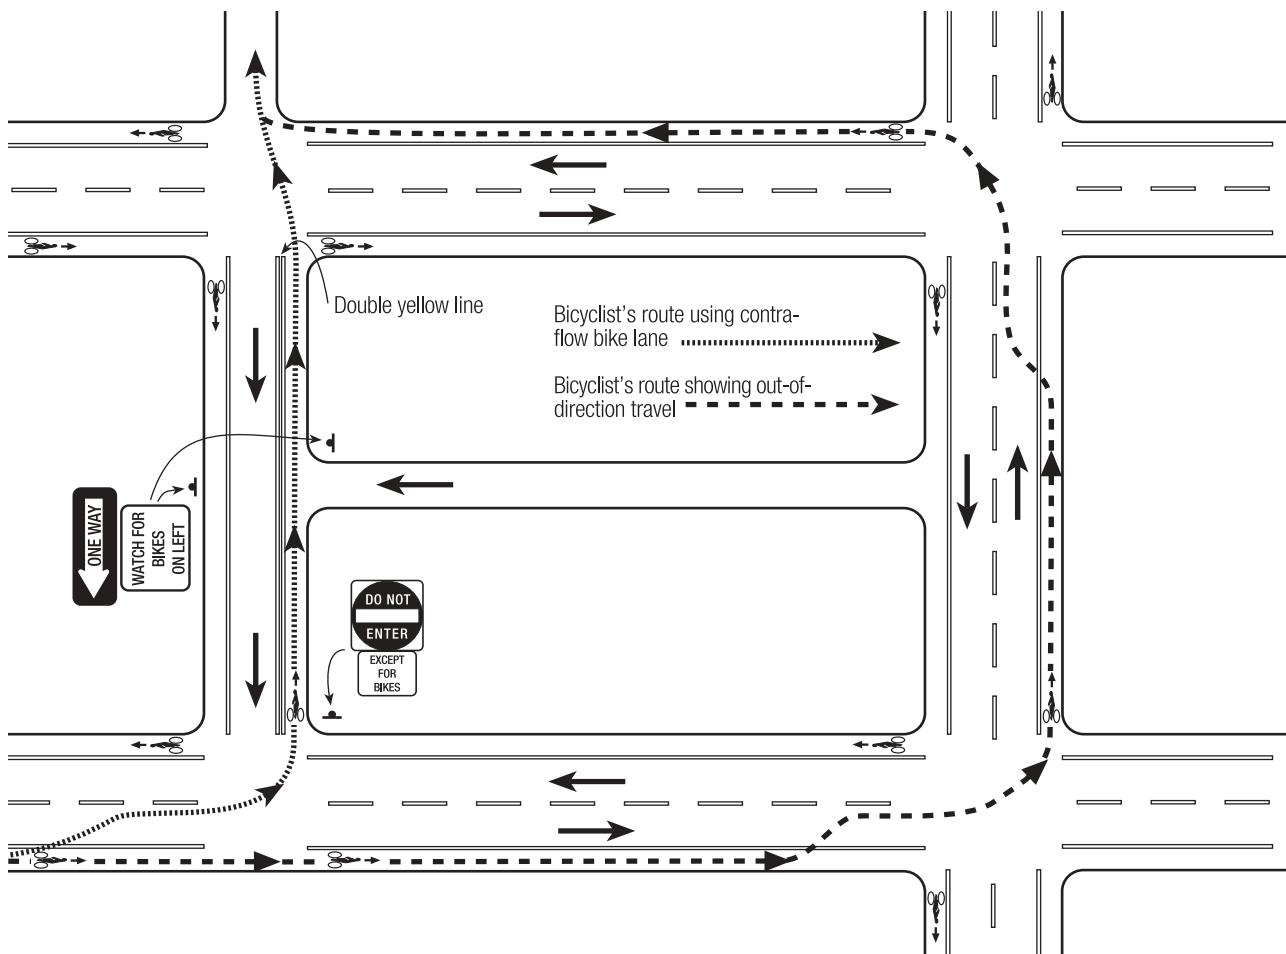 Double yellow line
Bicyclist's route using contra-
flow bike lane
Bicyclist's route showing out-of-
direction travel
ONE WAY
WATCH FOR
BIKES
ON LEFT
DO NOT
ENTER
EXCEPT
FOR
BIKES